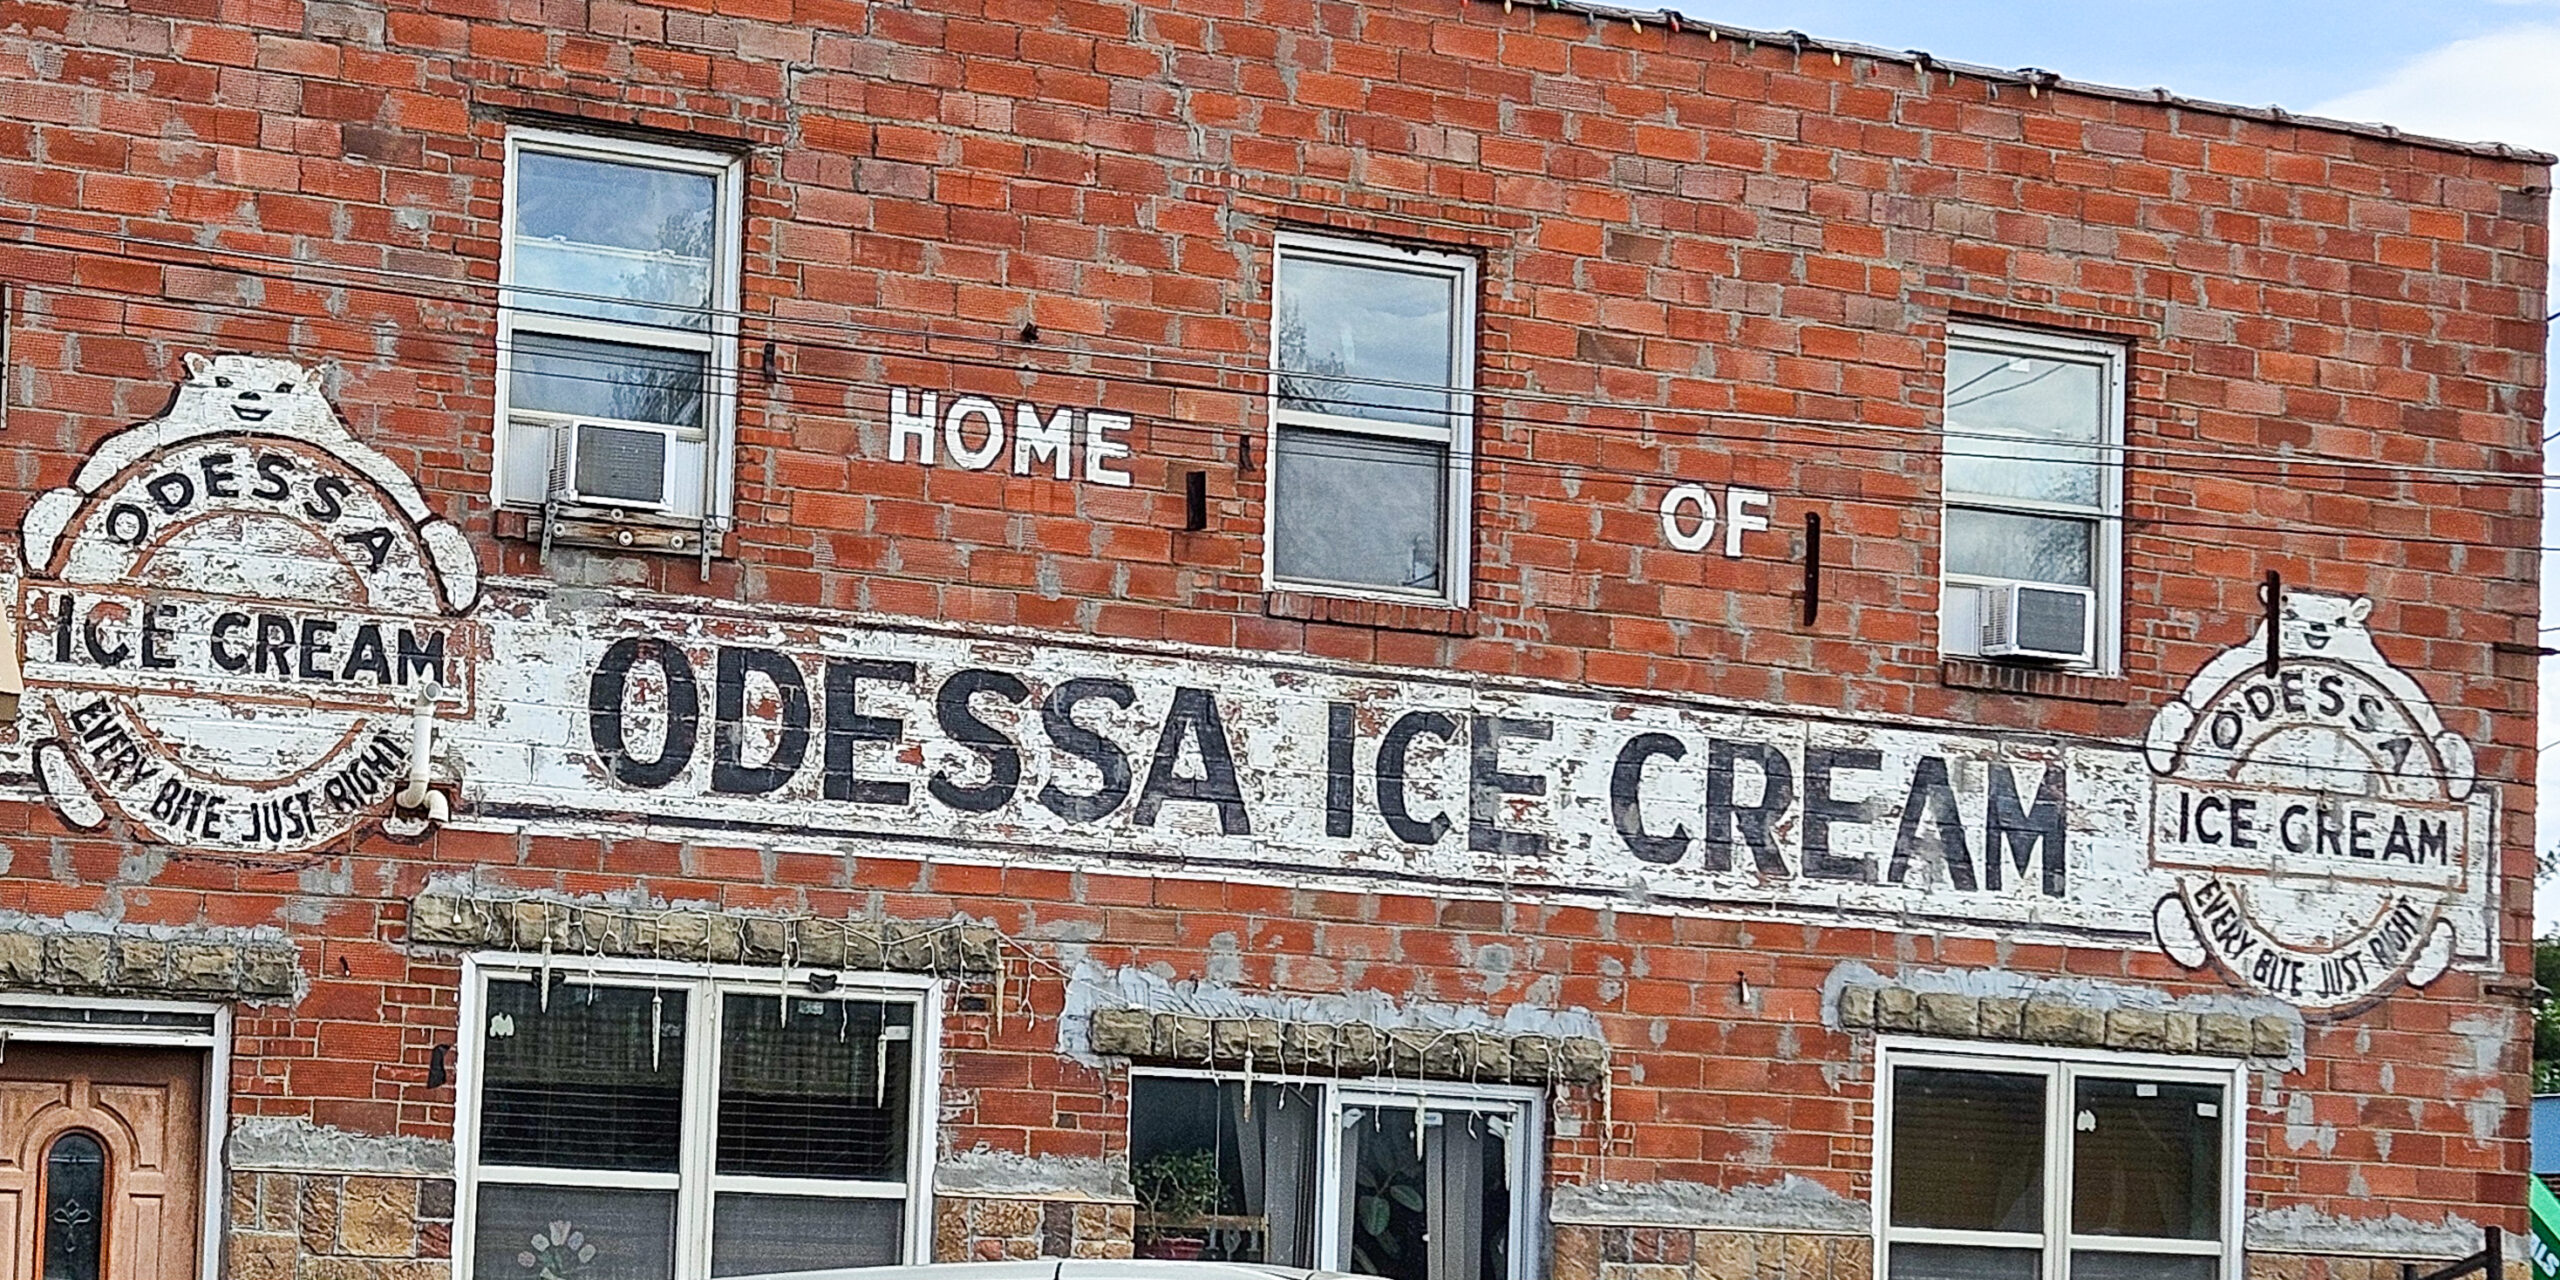 HOME OF
ODESSA
ICE CREAM
EVERY BITE JUST RIGHT
ODESSA ICE CREAM
ODESSA
ICE CREAM
EVERY BITE JUST RIGHT